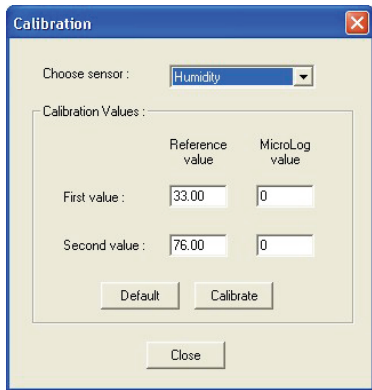 Calibration
Choose sensor : Humidity
Calibration Values :
Reference value MicroLog value
First value : 33.00 0
Second value : 76.00 0
Default Calibrate
Close